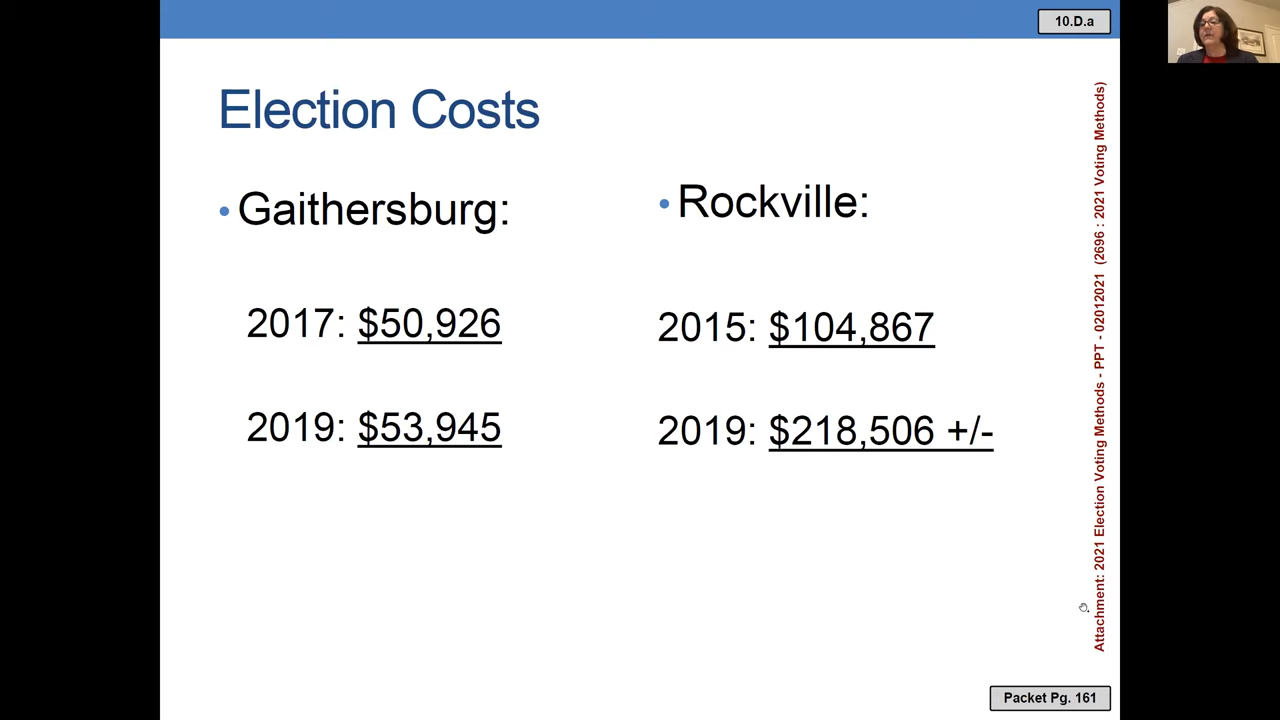 10.D.a
Election Costs
• Gaithersburg:
2017: $50,926
2019: $53,945
• Rockville:
2015: $104,867
2019: $218,506 +/-
Attachment: 2021 Election Voting Methods - PPT - 02012021 (2696 : 2021 Voting Methods)
Packet Pg. 161